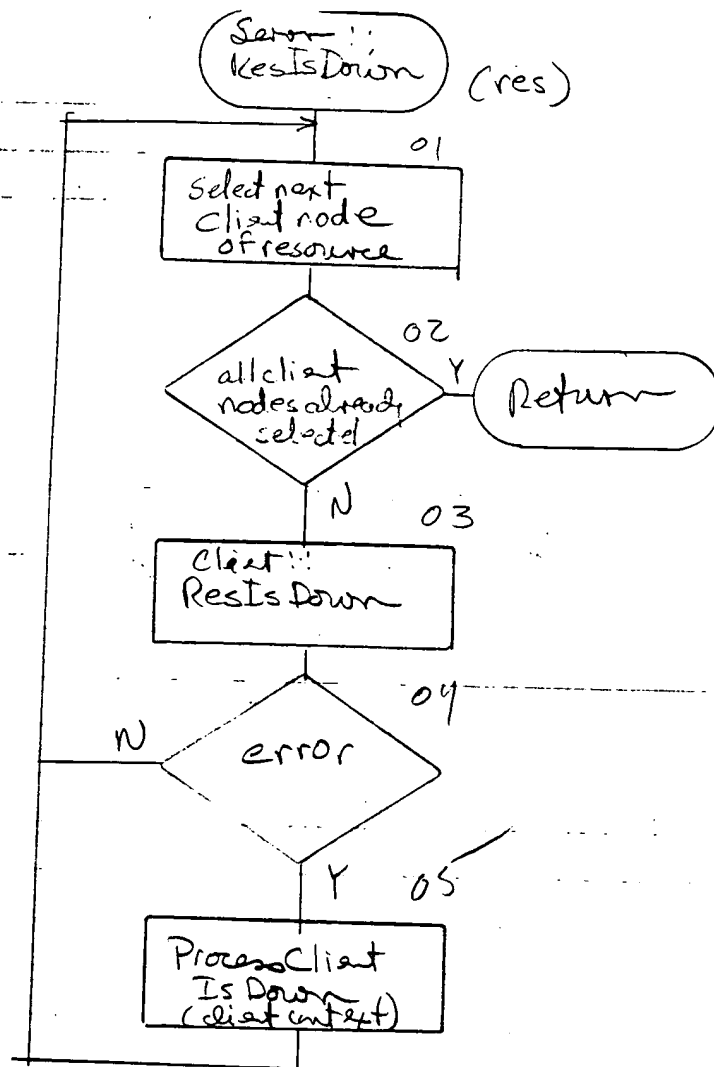 Server::
ResIsDown
(res)
01
Select next
Client node
of resource
02
all client
nodes already
selected
Y
Return
N
03
Client::
ResIsDown
04
N
error
Y
05
ProcessClient
IsDown
(client context)